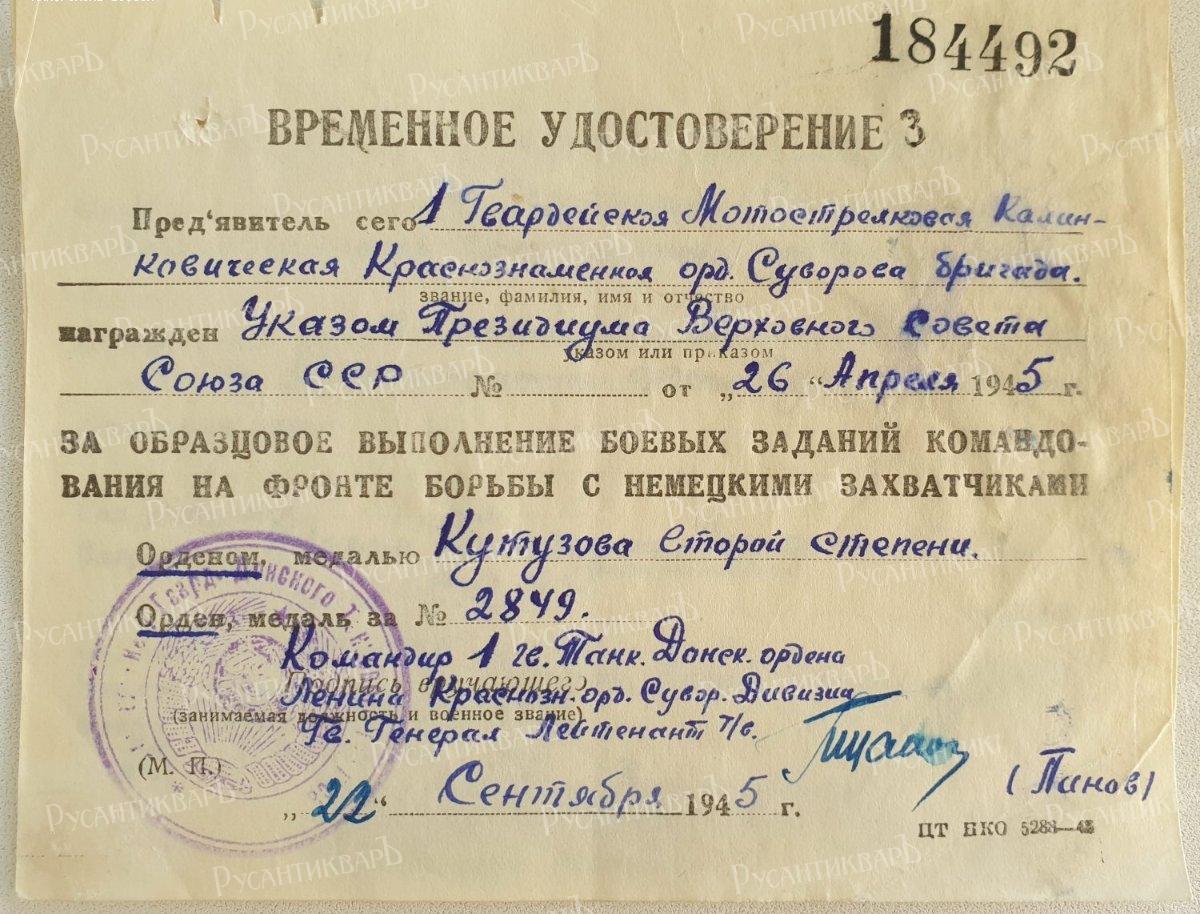 184492
ВРЕМЕННОЕ УДОСТОВЕРЕНИЕ З
Пред'явитель сего 1 Гвардейская Мотострелковая Калин-
ковическая Краснознаменная орд. Суворова бригада.
звание, фамилия, имя и отчество
награжден Указом Президиума Верховного Совета
указом или приказом
Союза ССР № от „26“ Апреля 1945 г.
ЗА ОБРАЗЦОВОЕ ВЫПОЛНЕНИЕ БОЕВЫХ ЗАДАНИЙ КОМАНДО-
ВАНИЯ НА ФРОНТЕ БОРЬБЫ С НЕМЕЦКИМИ ЗАХВАТЧИКАМИ
Орденом, медалью Кутузова Второй степени.
Орден, медаль за № 2849.
Командир 1 гв. Танк. Донск. ордена
Подпись вручающего
Ленина Краснозн. орд. Сувор. Дивизии
(занимаемая должность и военное звание)
Гв. Генерал Лейтенант Т/в.
(М. П.)
(Панов)
„22“ Сентября 1945 г.
ЦТ НКО 5288—43
РусАнтикварЪ